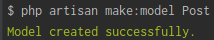 $ php artisan make:model Post
Model created successfully.